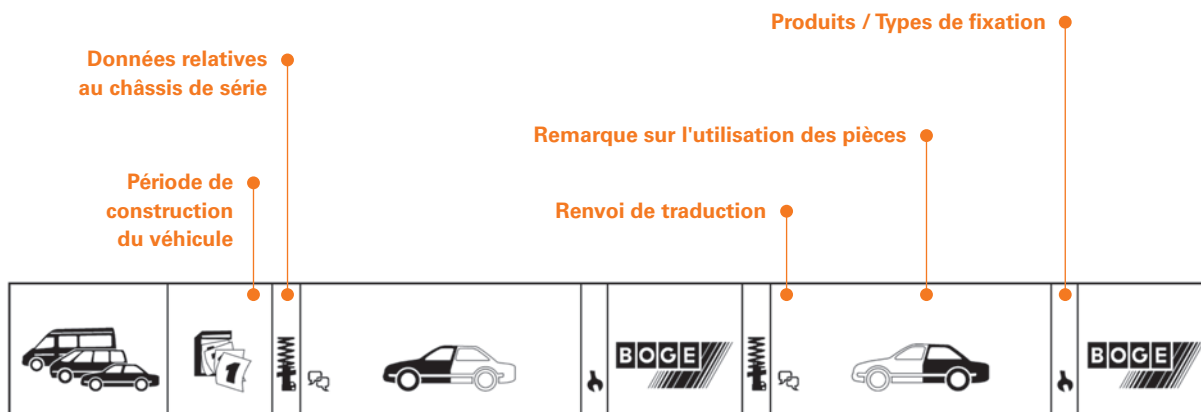 Produits / Types de fixation
Données relatives
au châssis de série
Remarque sur l'utilisation des pièces
Période de
construction
du véhicule
Renvoi de traduction
1
BOGE
BOGE